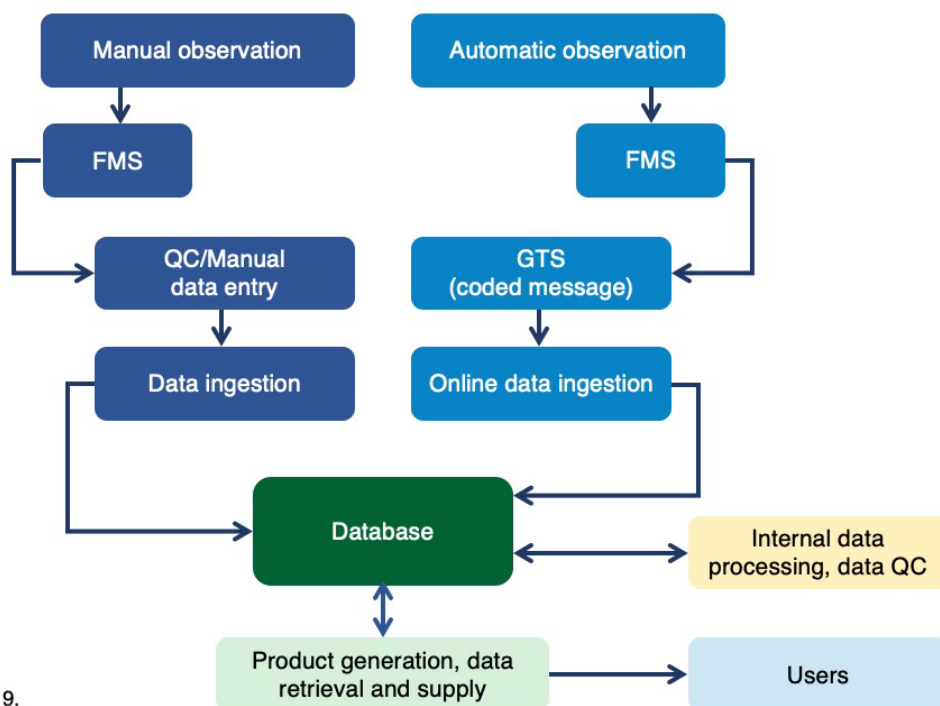 Manual observation
Automatic observation
FMS
FMS
QC/Manual
data entry
GTS
(coded message)
Data ingestion
Online data ingestion
Database
Internal data
processing, data QC
Product generation, data
retrieval and supply
Users
9.